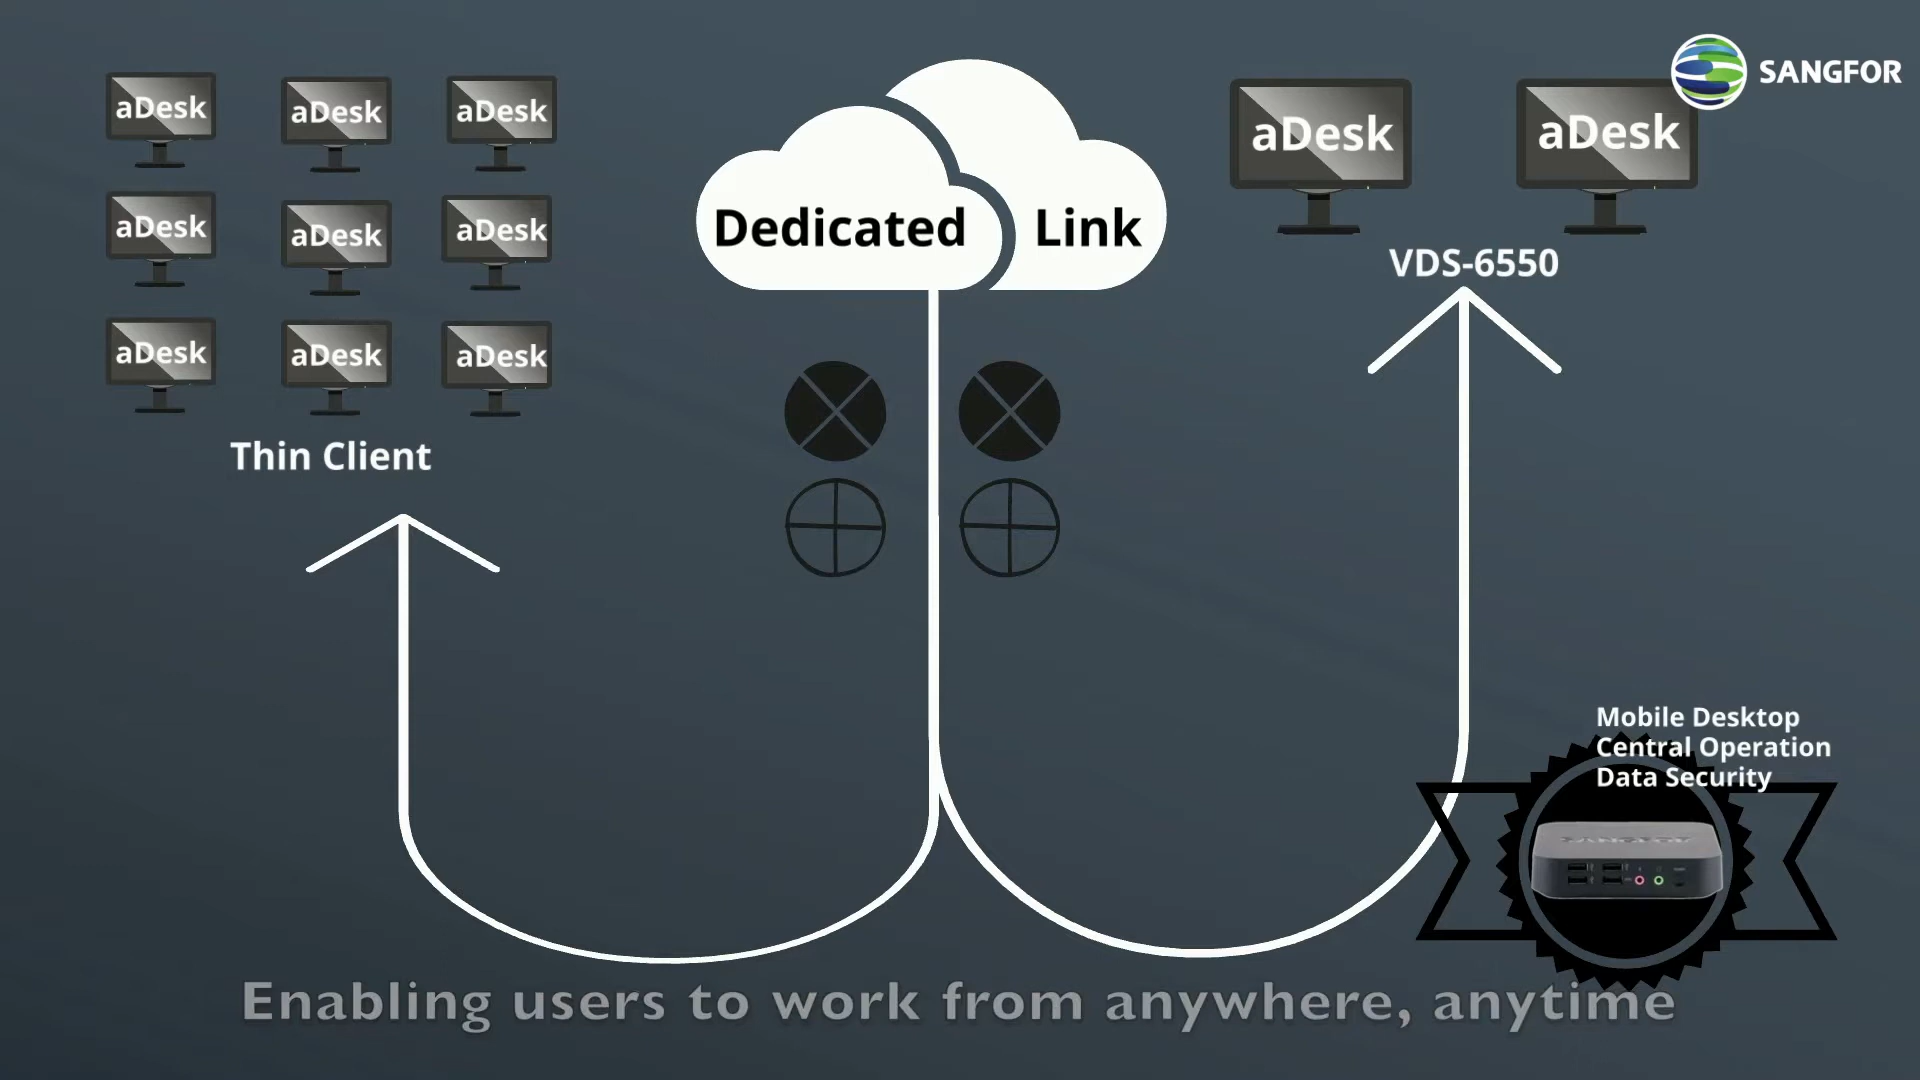 aDesk aDesk aDesk
aDesk aDesk aDesk
aDesk aDesk aDesk
Thin Client
Dedicated Link
aDesk aDesk
SANGFOR
VDS-6550
Mobile Desktop
Central Operation
Data Security
Enabling users to work from anywhere, anytime